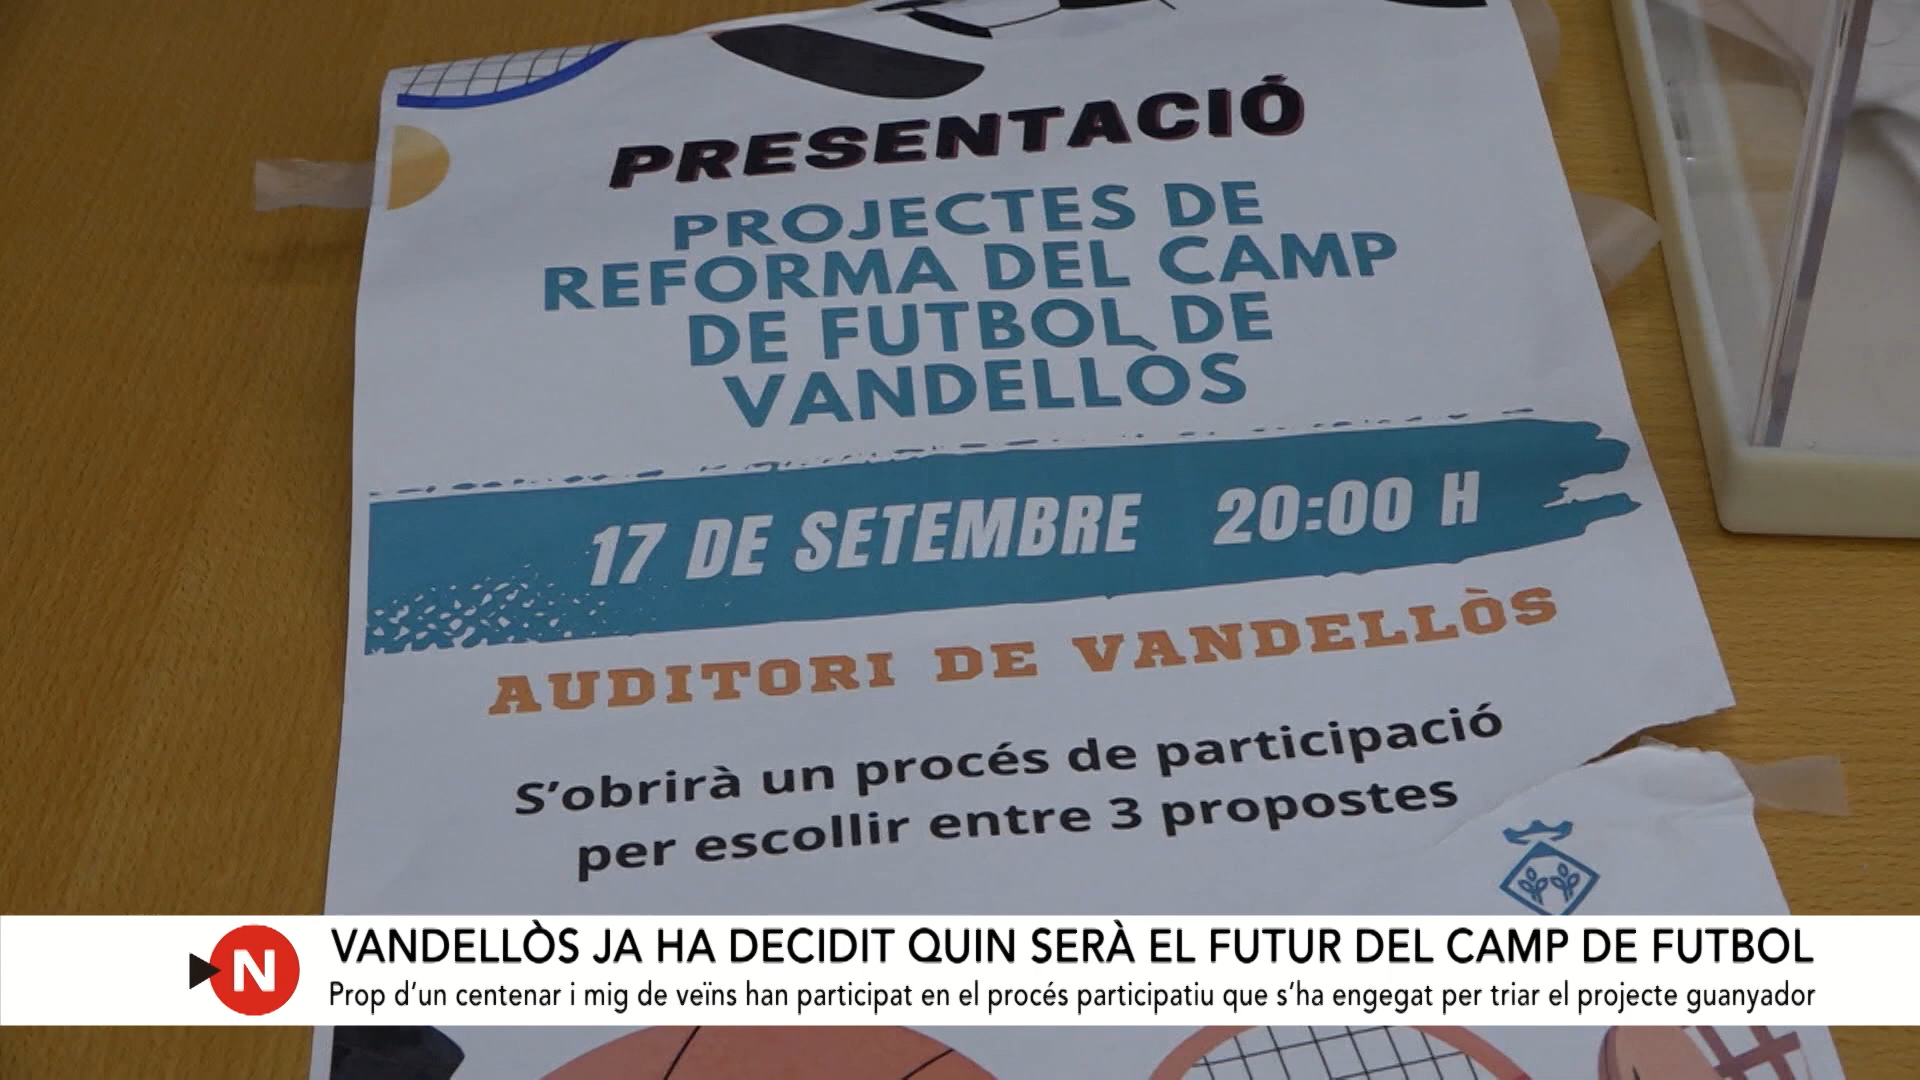 PRESENTACIÓ
PROJECTES DE
REFORMA DEL CAMP
DE FUTBOL DE
VANDELLÒS
17 DE SETEMBRE 20:00 H
AUDITORI DE VANDELLÒS
S'obrirà un procés de participació
per escollir entre 3 propostes
N
VANDELLÒS JA HA DECIDIT QUIN SERÀ EL FUTUR DEL CAMP DE FUTBOL
Prop d'un centenar i mig de veïns han participat en el procés participatiu que s'ha engegat per triar el projecte guanyador